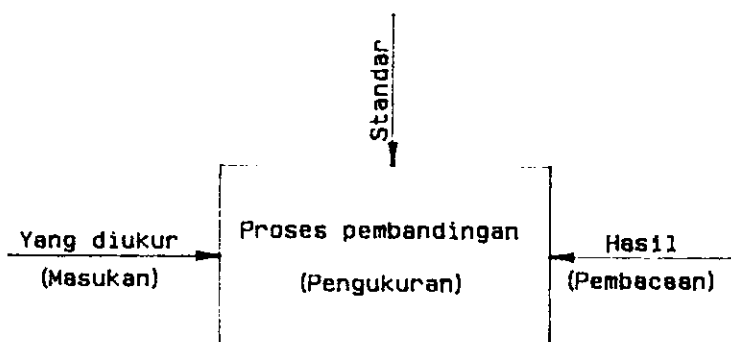 Standar
Yang diukur
(Masukan)
Proses pembandingan
(Pengukuran)
Hasil
(Pembacaan)